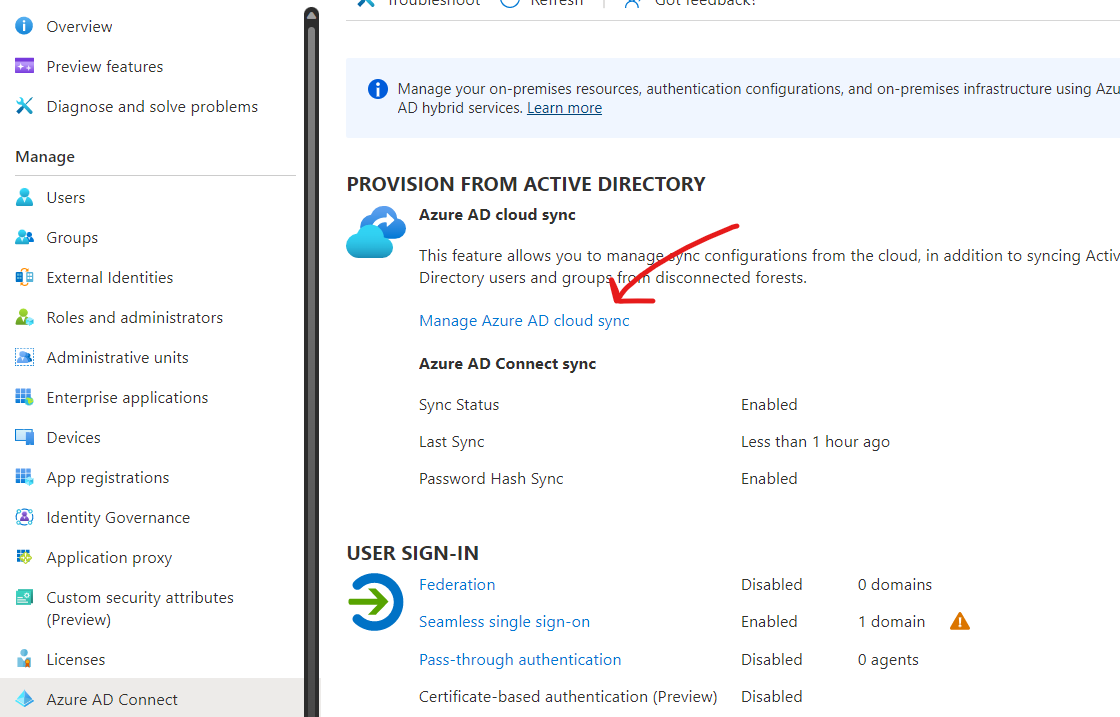 Overview
Preview features
Diagnose and solve problems
Manage
Users
Groups
External Identities
Roles and administrators
Administrative units
Enterprise applications
Devices
App registrations
Identity Governance
Application proxy
Custom security attributes
(Preview)
Licenses
Azure AD Connect
Troubleshoot Refresh Got feedback?
Manage your on-premises resources, authentication configurations, and on-premises infrastructure using Azu
AD hybrid services. Learn more
PROVISION FROM ACTIVE DIRECTORY
Azure AD cloud sync
This feature allows you to manage sync configurations from the cloud, in addition to syncing Activ
Directory users and groups from disconnected forests.
Manage Azure AD cloud sync
Azure AD Connect sync
Sync Status Enabled
Last Sync Less than 1 hour ago
Password Hash Sync Enabled
USER SIGN-IN
Federation Disabled 0 domains
Seamless single sign-on Enabled 1 domain
Pass-through authentication Disabled 0 agents
Certificate-based authentication (Preview) Disabled